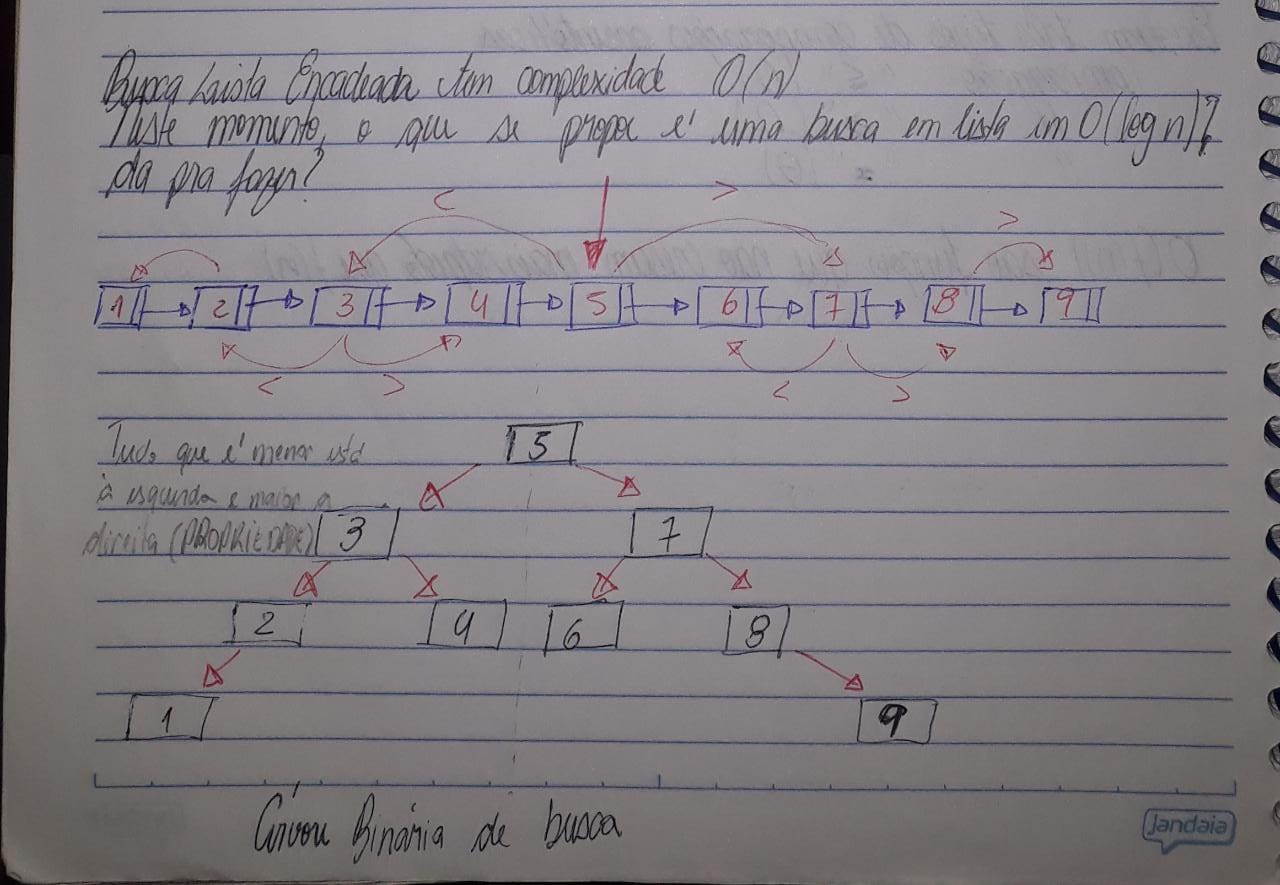 Busca Lista Encadeada tem complexidade O(n)
Neste momento, o que se propoe é uma busca em lista em O(log n)?
da pra fazer?
< > >
1 2 3 4 5 6 7 8 9
< > < >
5
Tudo que é menor está
à esquerda e maior a
direita (PROPRIEDADE)
3 7
2 4 6 8
1 9
Árvore Binária de busca
jandaia